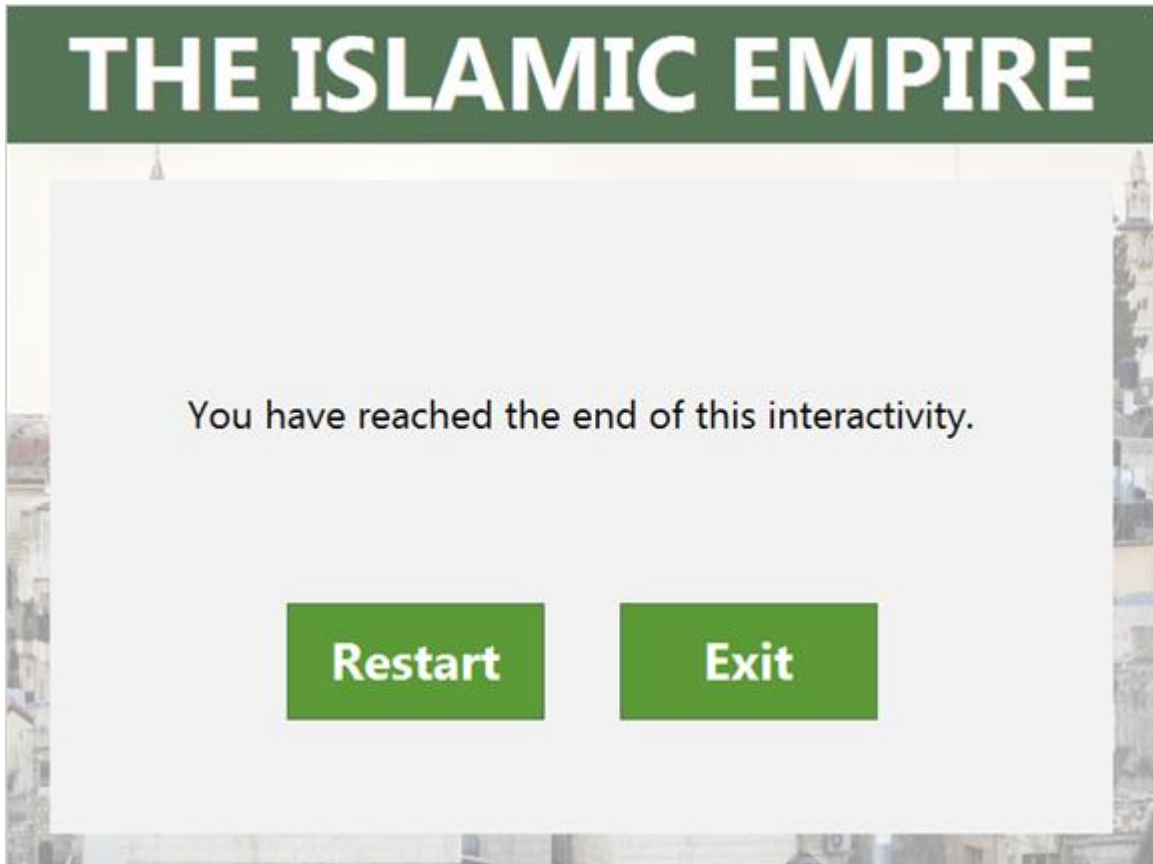 THE ISLAMIC EMPIRE
You have reached the end of this interactivity.
Restart
Exit